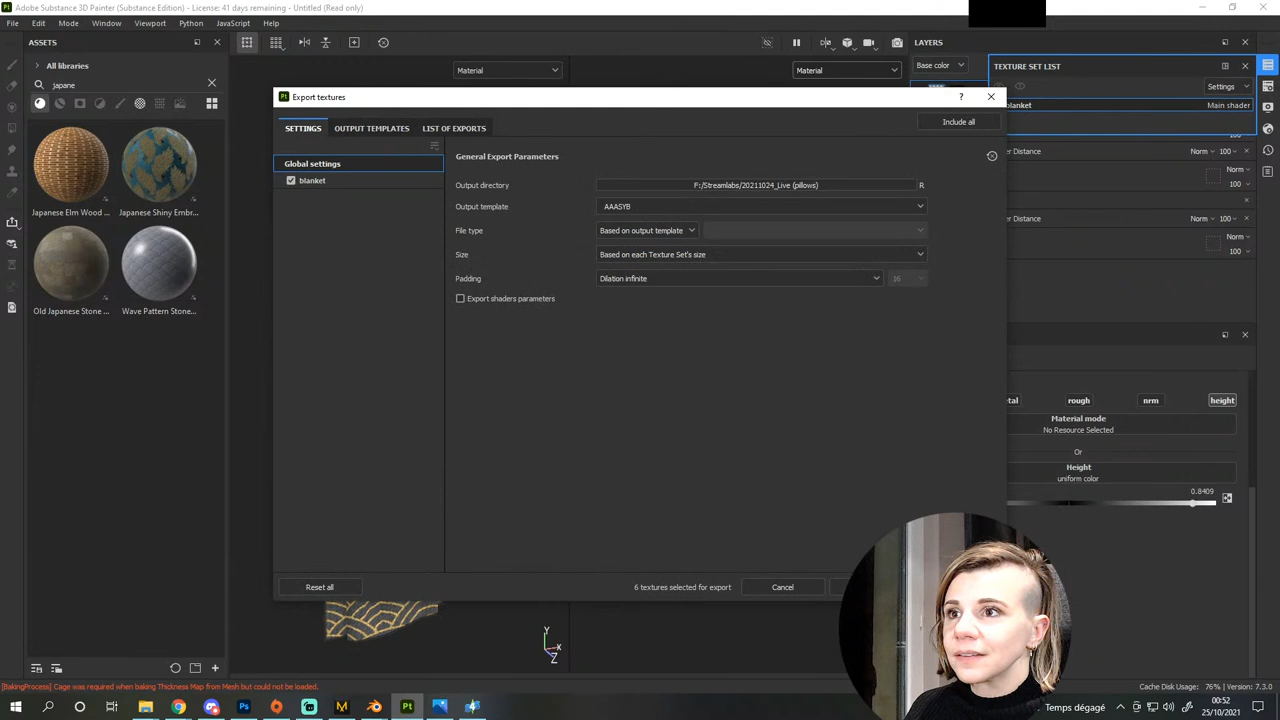 Adobe Substance 3D Painter (Substance Edition) - License: 41 days remaining - Untitled (Read only)
File Edit Mode Window Viewport Python JavaScript Help
ASSETS
All libraries
japane
Japanese Elm Wood ...
Japanese Shiny Embr...
Old Japanese Stone ...
Wave Pattern Stone...
Material
Material
LAYERS
Base color
TEXTURE SET LIST
Settings
blanket Main shader
Export textures
?
SETTINGS OUTPUT TEMPLATES LIST OF EXPORTS
Include all
Global settings
blanket
General Export Parameters
Output directory F:/Streamlabs/20211024_Live (pillows) R
Output template AAASYB
File type Based on output template
Size Based on each Texture Set's size
Padding Dilation infinite 16
Export shaders parameters
Reset all
6 textures selected for export
Cancel
Distance Norm 100
Norm 100
100
Distance Norm 100
Norm
100
rough nrm height
Material mode
No Resource Selected
Or
Height
uniform color
0.8409
Y
X
Z
[BakingProcess] Cage was required when baking Thickness Map from Mesh but could not be loaded.
Cache Disk Usage: 76% | Version: 7.3.0
Temps dégagé
00:52
25/10/2021